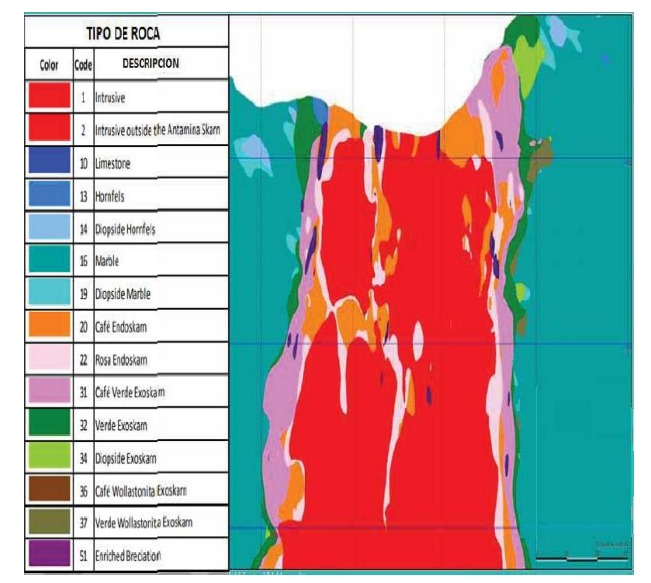 TIPO DE ROCA
Color Code DESCRIPCION
1 Intrusive
2 Intrusive outside the Antamina Skarn
10 Limestone
13 Hornfels
14 Diopside Hornfels
16 Marble
19 Diopside Marble
20 Café Endoskarn
22 Rosa Endoskarn
31 Café Verde Exoskarn
32 Verde Exoskarn
34 Diopside Exoskarn
36 Café Wollastonita Exoskarn
37 Verde Wollastonita Exoskarn
51 Enriched Breciation